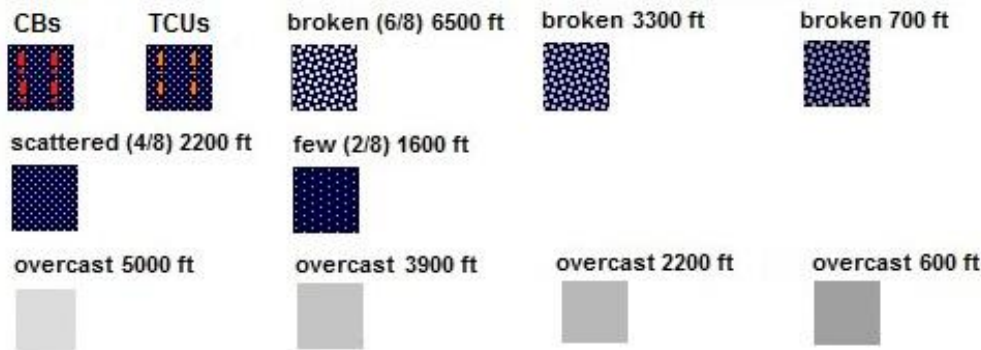 CBs TCUs broken (6/8) 6500 ft broken 3300 ft broken 700 ft
scattered (4/8) 2200 ft few (2/8) 1600 ft
overcast 5000 ft overcast 3900 ft overcast 2200 ft overcast 600 ft